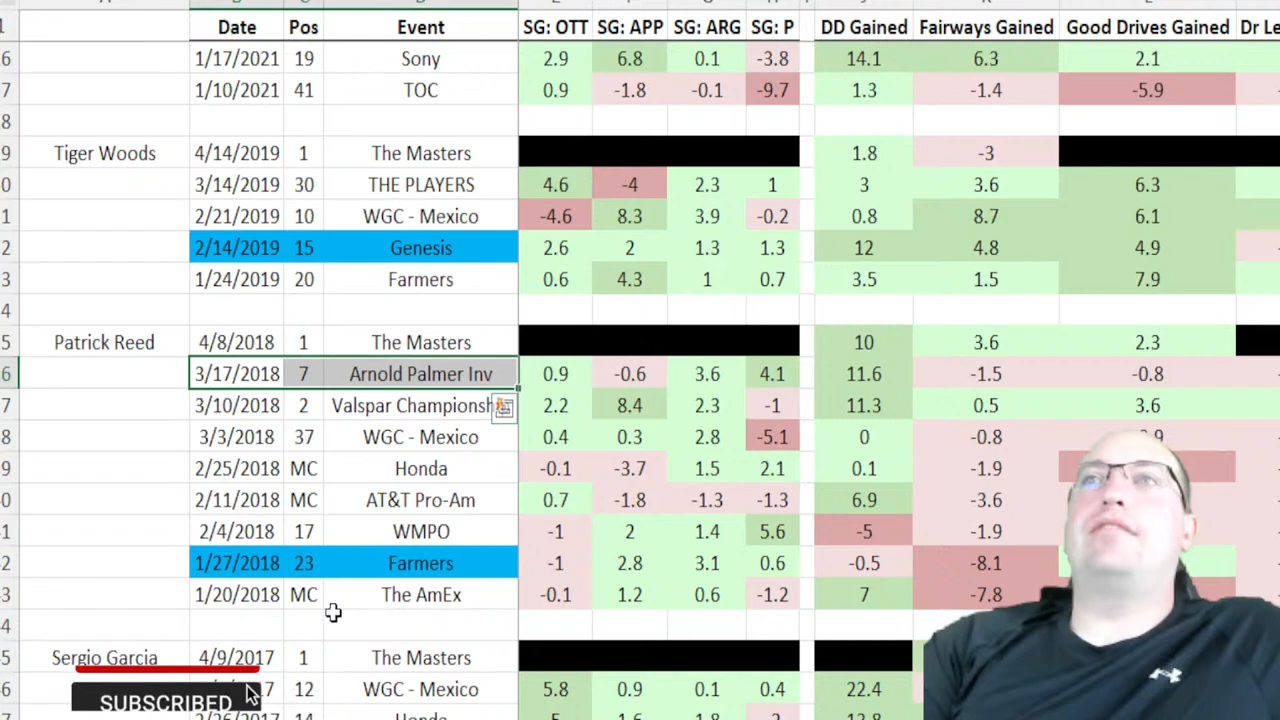 Date Pos Event SG: OTT SG: APP SG: ARG SG: P DD Gained Fairways Gained Good Drives Gained Dr Le
6 1/17/2021 19 Sony 2.9 6.8 0.1 -3.8 14.1 6.3 2.1
7 1/10/2021 41 TOC 0.9 -1.8 -0.1 -9.7 1.3 -1.4 -5.9
8
9 Tiger Woods 4/14/2019 1 The Masters 1.8 -3
0 3/14/2019 30 THE PLAYERS 4.6 -4 2.3 1 3 3.6 6.3
1 2/21/2019 10 WGC - Mexico -4.6 8.3 3.9 -0.2 0.8 8.7 6.1
2 2/14/2019 15 Genesis 2.6 2 1.3 1.3 12 4.8 4.9
3 1/24/2019 20 Farmers 0.6 4.3 1 0.7 3.5 1.5 7.9
4
5 Patrick Reed 4/8/2018 1 The Masters 10 3.6 2.3
6 3/17/2018 7 Arnold Palmer Inv 0.9 -0.6 3.6 4.1 11.6 -1.5 -0.8
7 3/10/2018 2 Valspar Championsh 2.2 8.4 2.3 -1 11.3 0.5 3.6
8 3/3/2018 37 WGC - Mexico 0.4 0.3 2.8 -5.1 0 -0.8
9 2/25/2018 MC Honda -0.1 -3.7 1.5 2.1 0.1 -1.9
0 2/11/2018 MC AT&T Pro-Am 0.7 -1.8 -1.3 -1.3 6.9 -3.6
41 2/4/2018 17 WMPO -1 2 1.4 5.6 -5 -1.9
2 1/27/2018 23 Farmers -1 2.8 3.1 0.6 -0.5 -8.1
3 1/20/2018 MC The AmEx -0.1 1.2 0.6 -1.2 7 -7.8
4
5 Sergio Garcia 4/9/2017 1 The Masters
6 12 WGC - Mexico 5.8 0.9 0.1 0.4 22.4
SUBSCRIBED